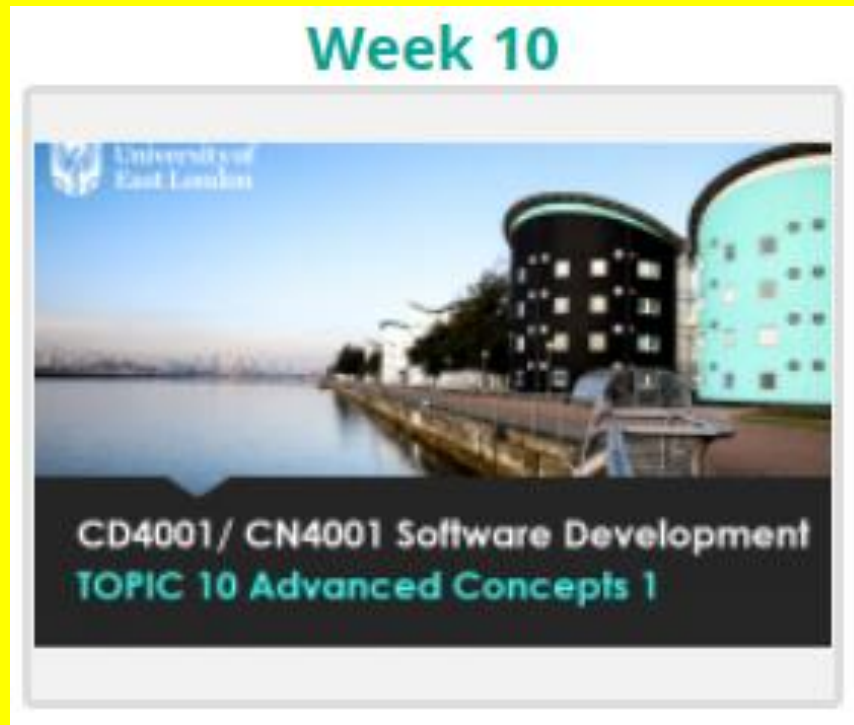 Week 10
University of
East London
CD4001/ CN4001 Software Development
TOPIC 10 Advanced Concepts 1